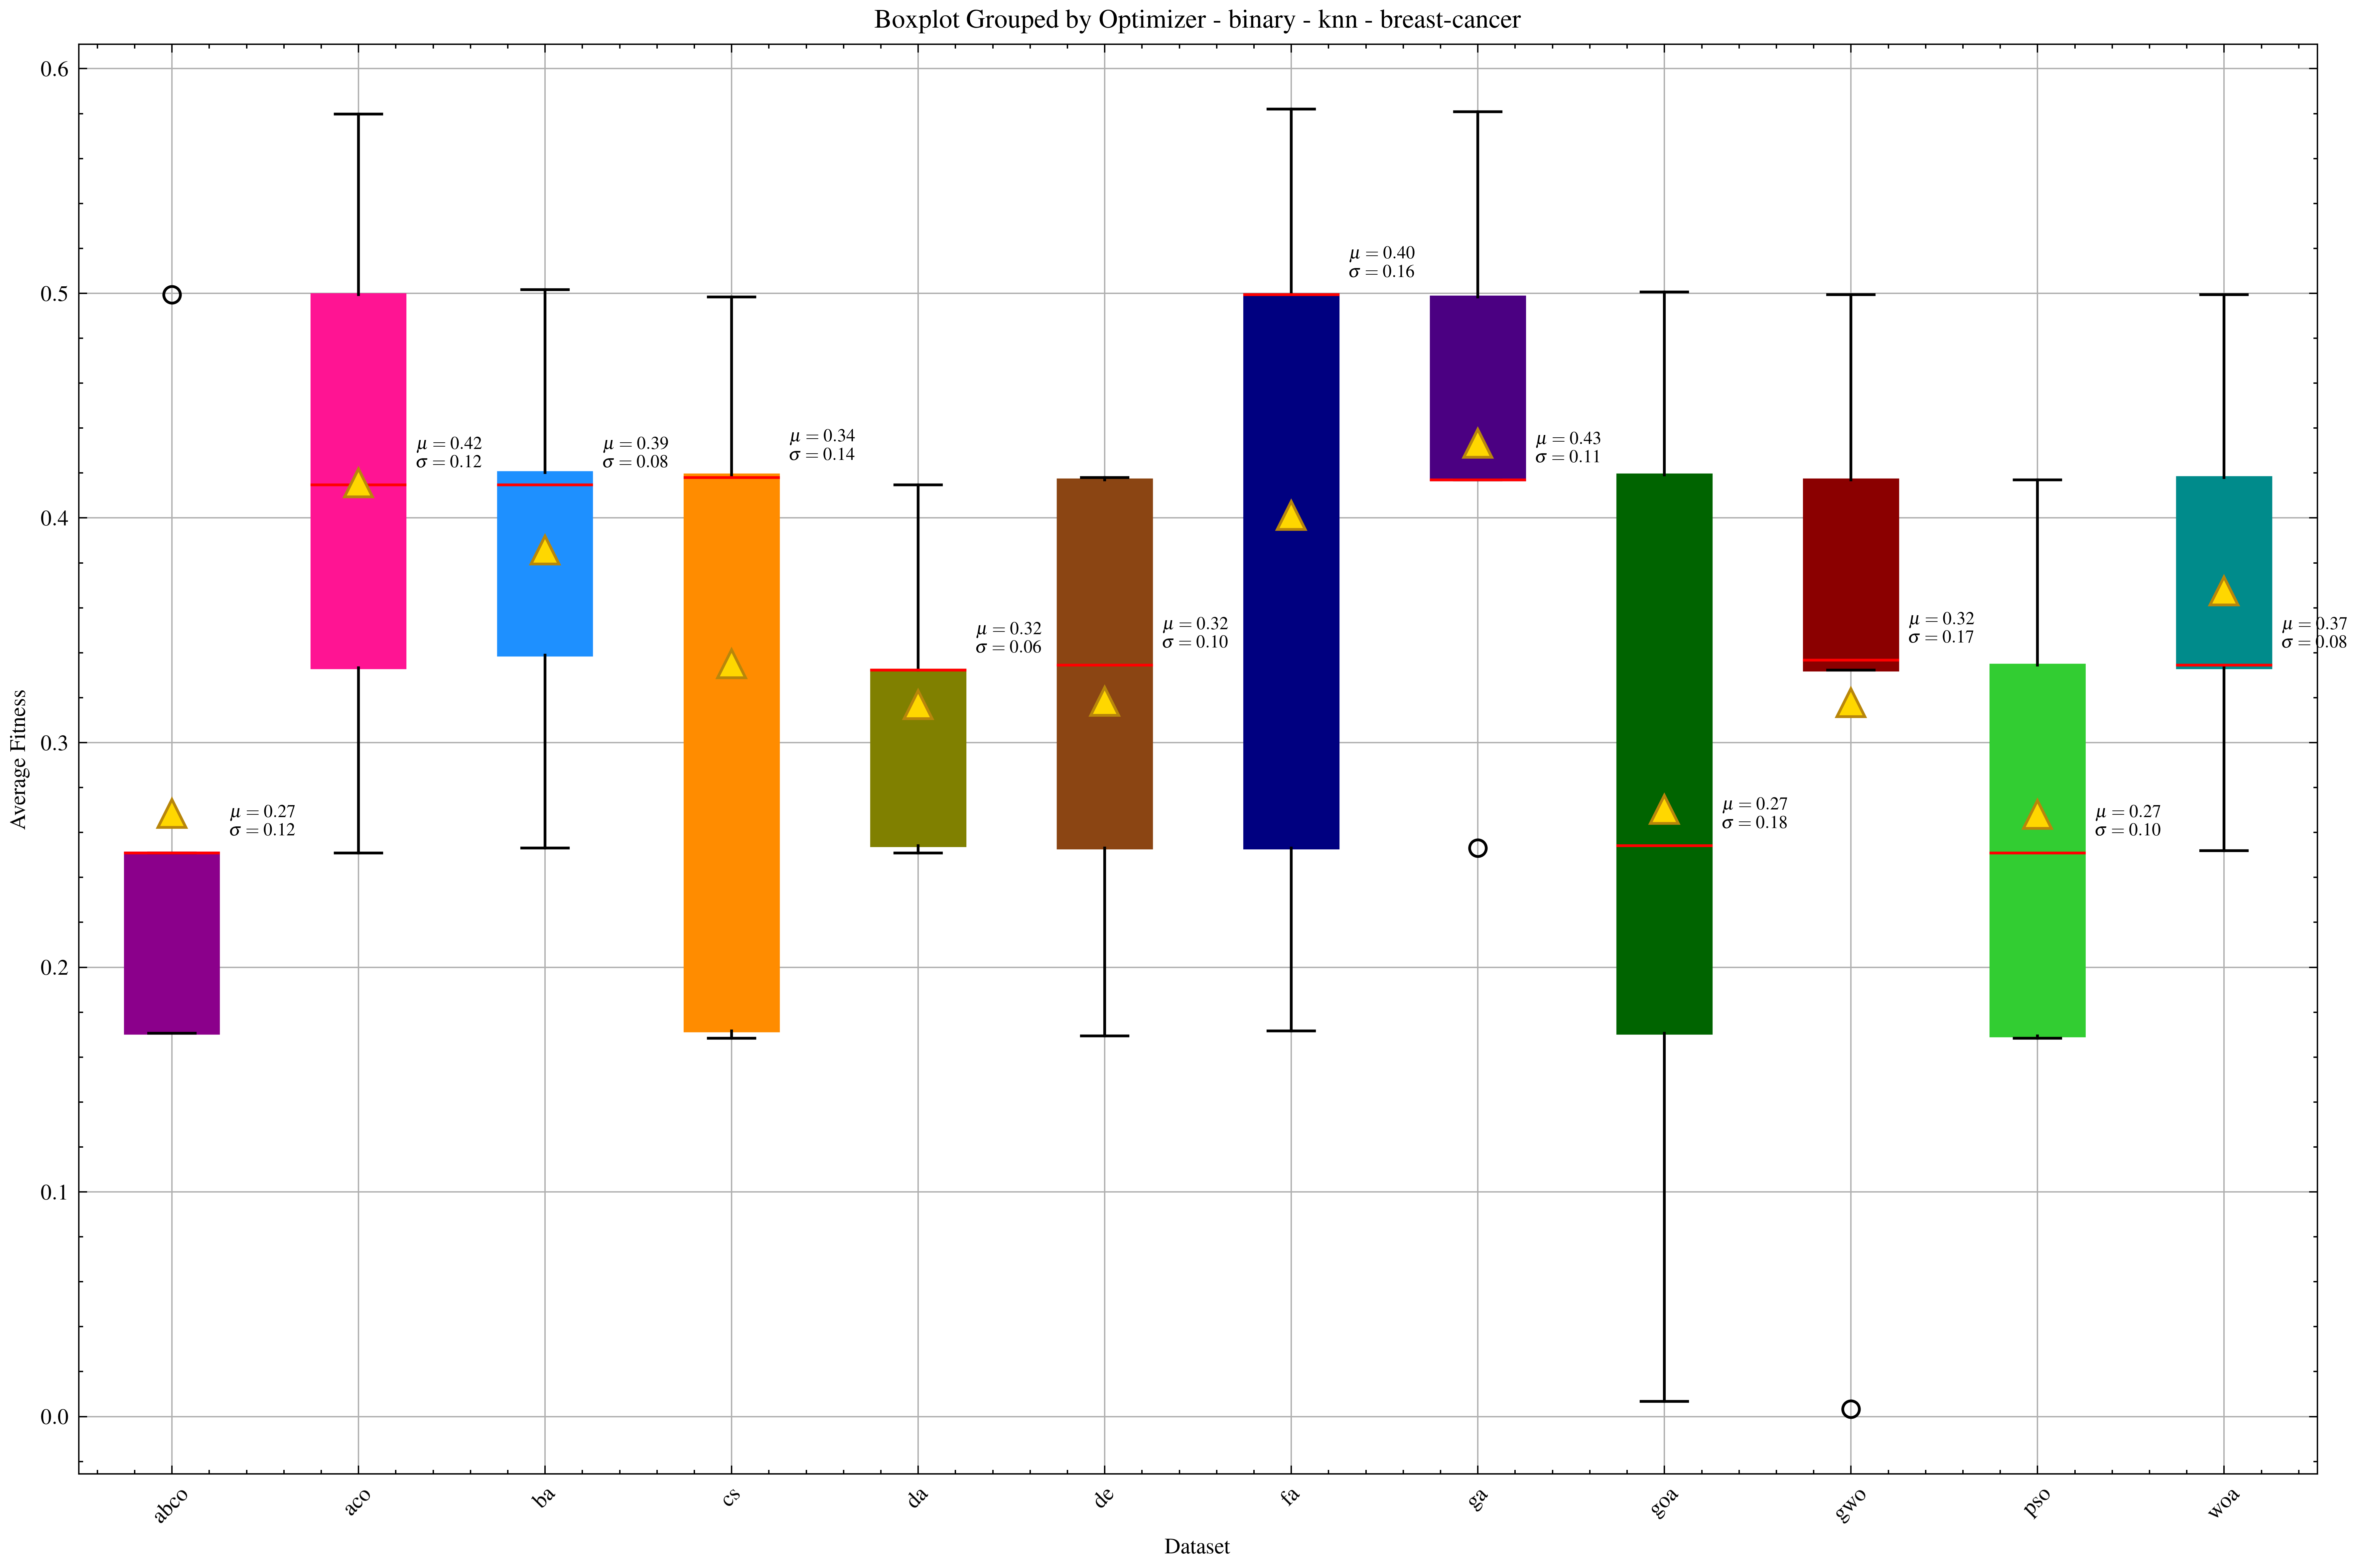 Boxplot Grouped by Optimizer - binary - knn - breast-cancer
Average Fitness
0.6
0.5
0.4
0.3
0.2
0.1
0.0
μ = 0.27
σ = 0.12
μ = 0.42
σ = 0.12
μ = 0.39
σ = 0.08
μ = 0.34
σ = 0.14
μ = 0.32
σ = 0.06
μ = 0.32
σ = 0.10
μ = 0.40
σ = 0.16
μ = 0.43
σ = 0.11
μ = 0.27
σ = 0.18
μ = 0.32
σ = 0.17
μ = 0.27
σ = 0.10
μ = 0.37
σ = 0.08
abco
aco
ba
cs
da
de
fa
ga
goa
gwo
pso
woa
Dataset